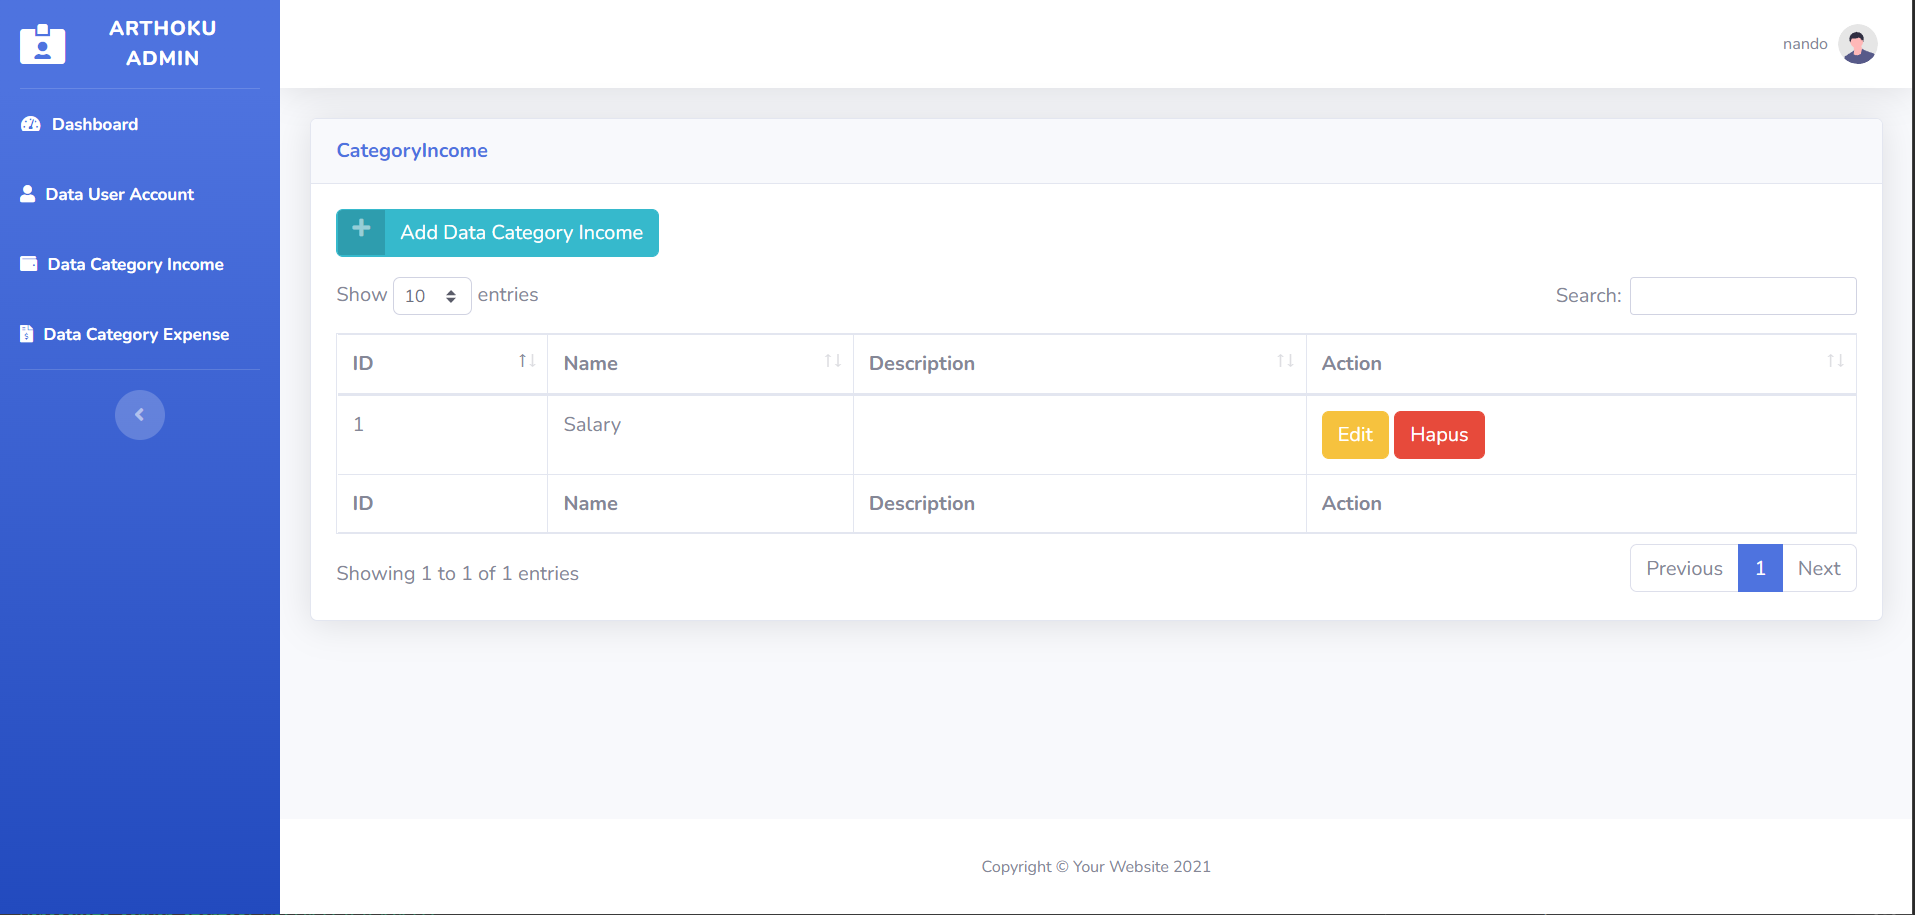 ARTHOKU
ADMIN
nando
Dashboard
Data User Account
Data Category Income
Data Category Expense
CategoryIncome
Add Data Category Income
Show 10 entries
Search:
ID Name Description Action
1 Salary Edit Hapus
ID Name Description Action
Showing 1 to 1 of 1 entries
Previous 1 Next
Copyright © Your Website 2021